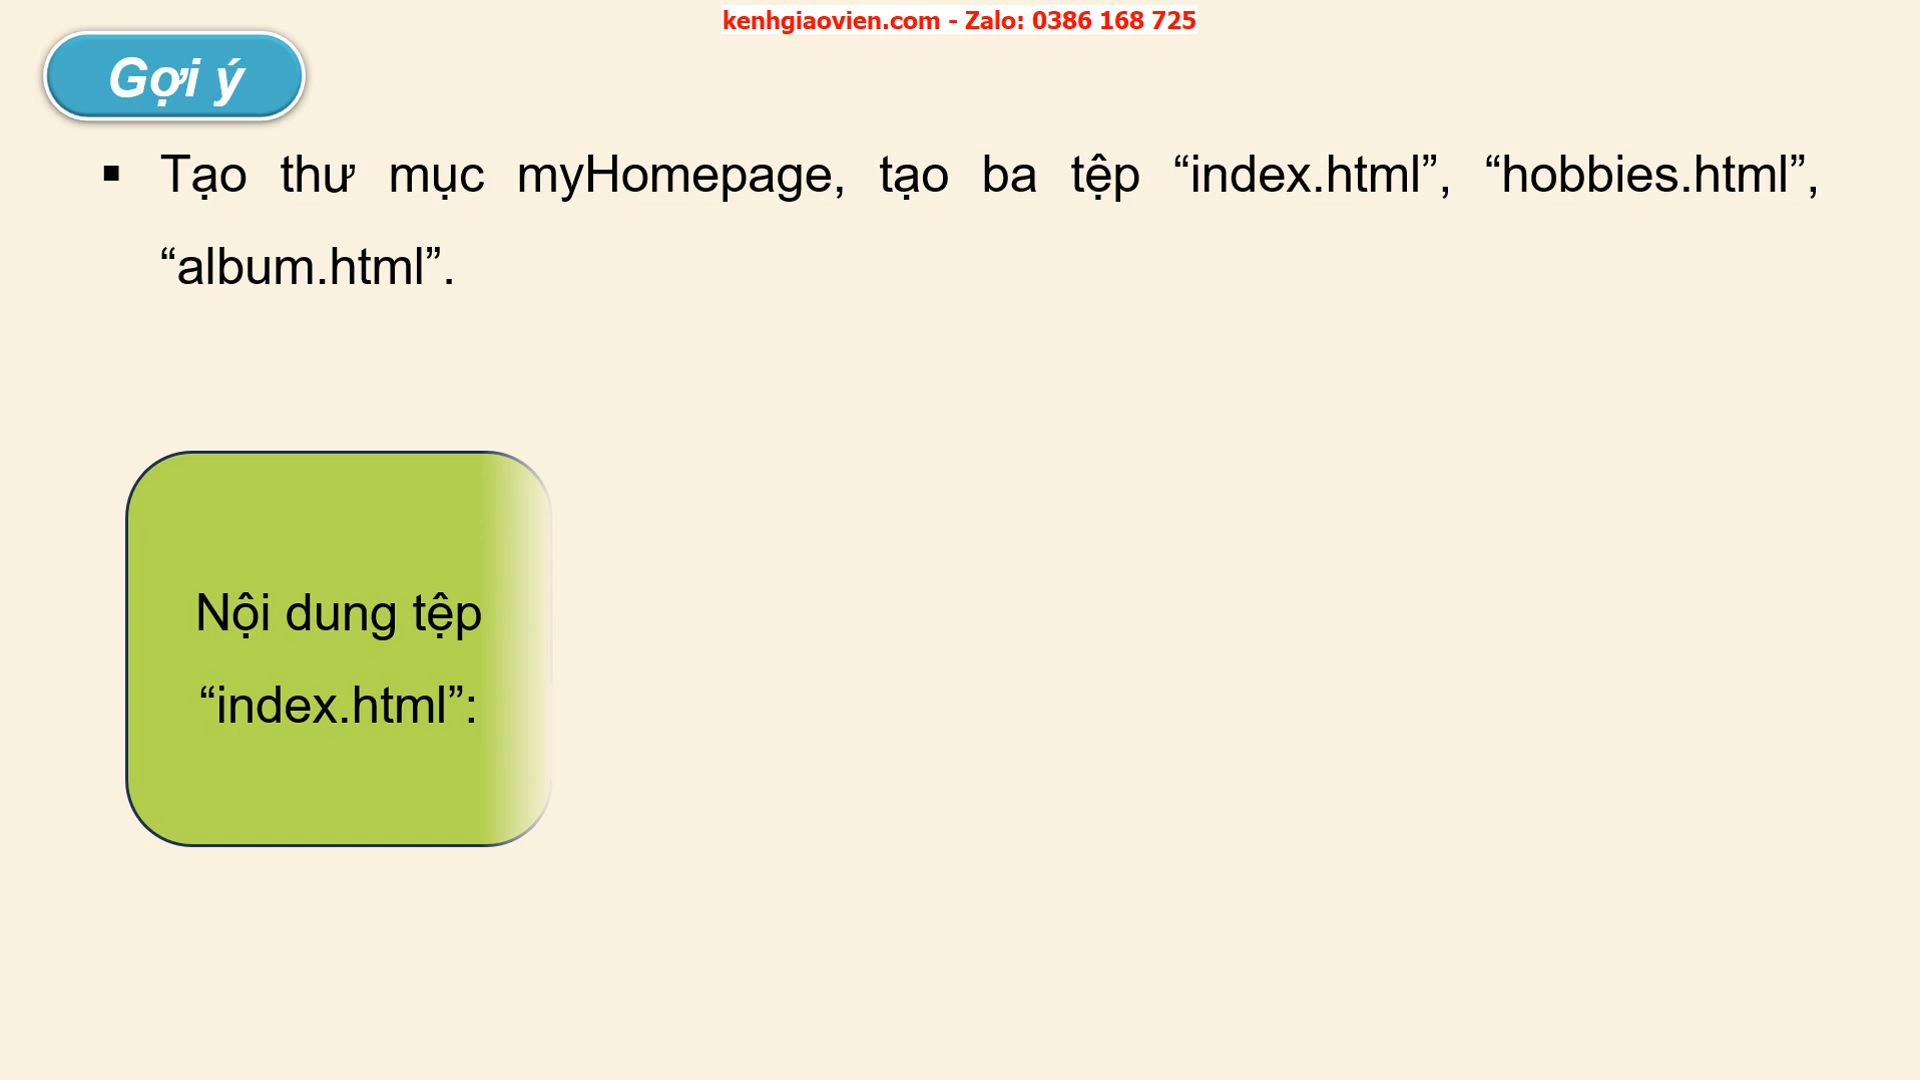 kenhgiaovien.com - Zalo: 0386 168 725
Gợi ý
▪ Tạo thư mục myHomepage, tạo ba tệp “index.html”, “hobbies.html”,
“album.html”.
Nội dung tệp
“index.html”: